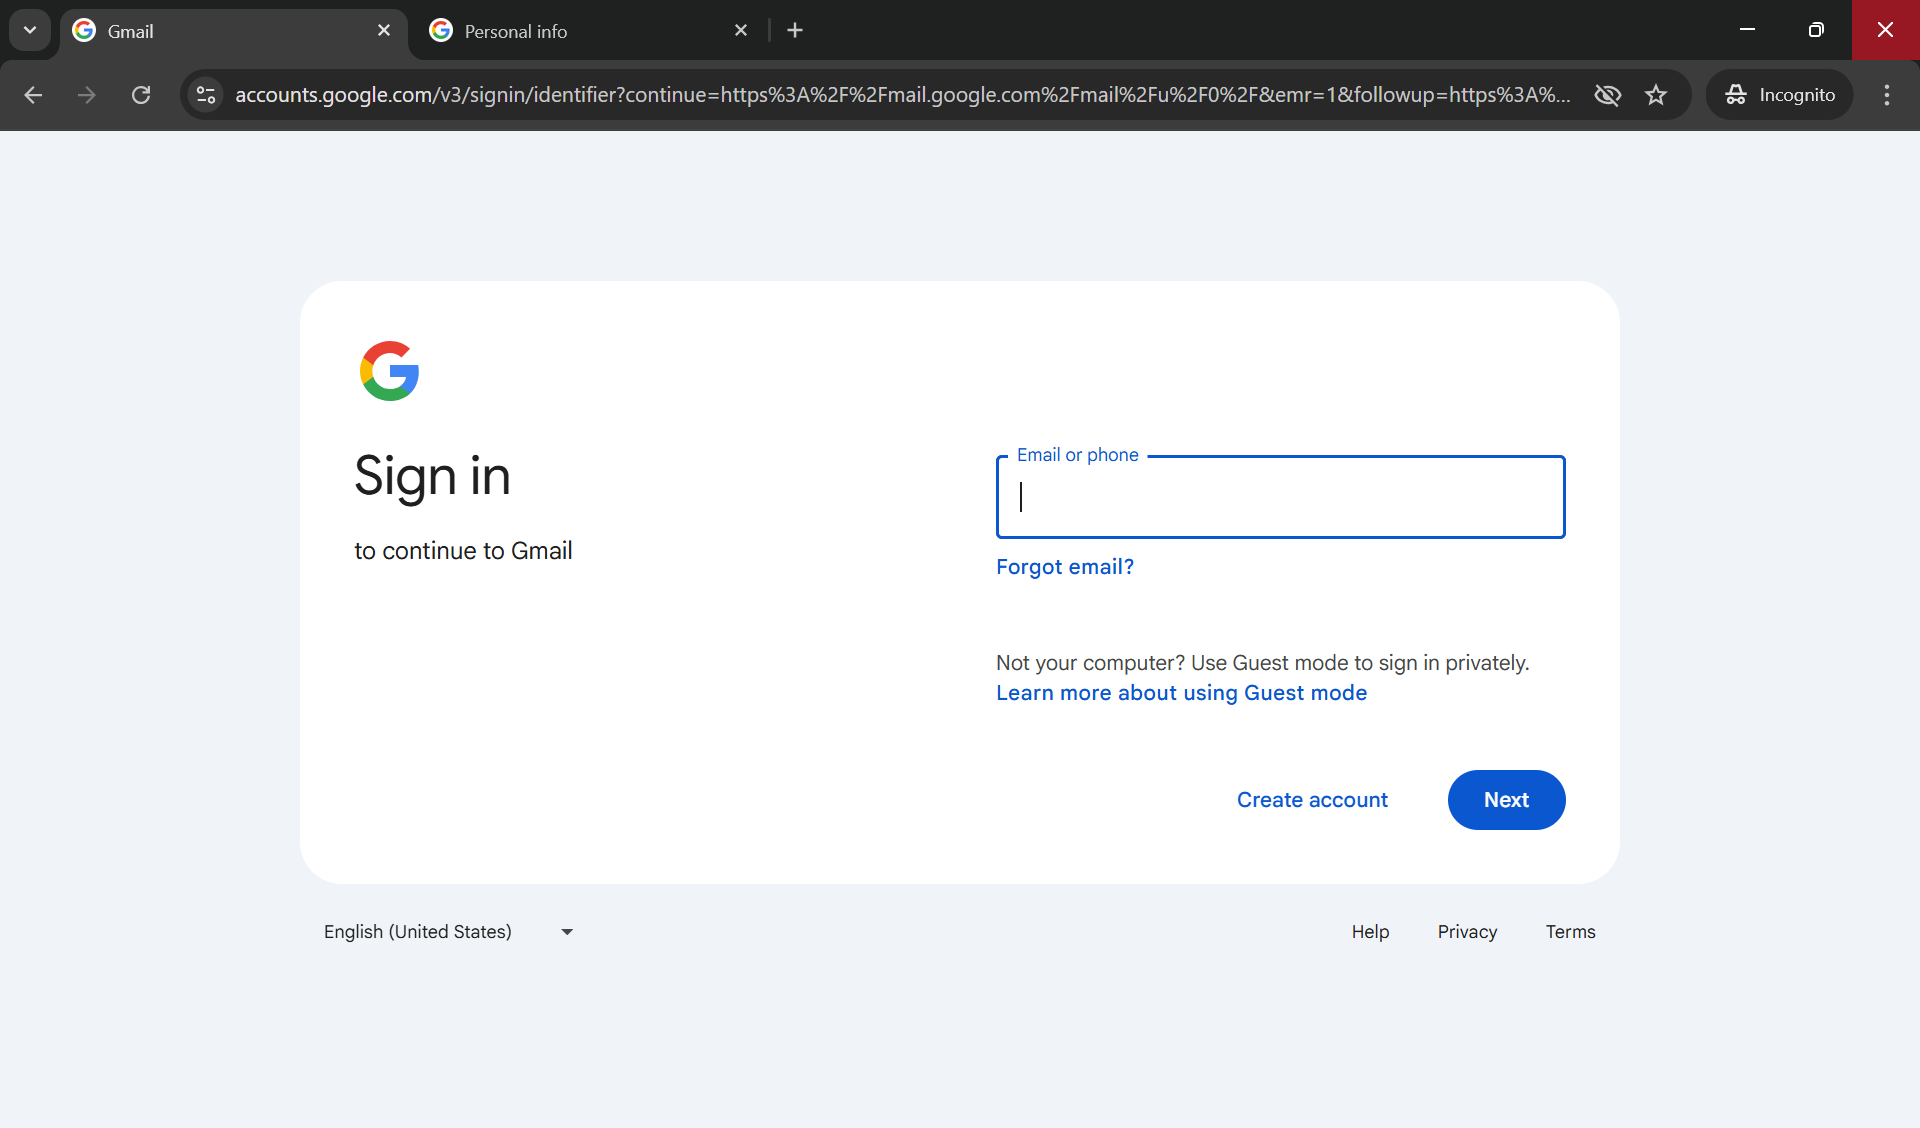 Gmail
Personal info
accounts.google.com/v3/signin/identifier?continue=https%3A%2F%2Fmail.google.com%2Fmail%2Fu%2F0%2F&emr=1&followup=https%3A%...
Incognito
Sign in
to continue to Gmail
Email or phone
Forgot email?
Not your computer? Use Guest mode to sign in privately.
Learn more about using Guest mode
Create account
Next
English (United States)
Help
Privacy
Terms